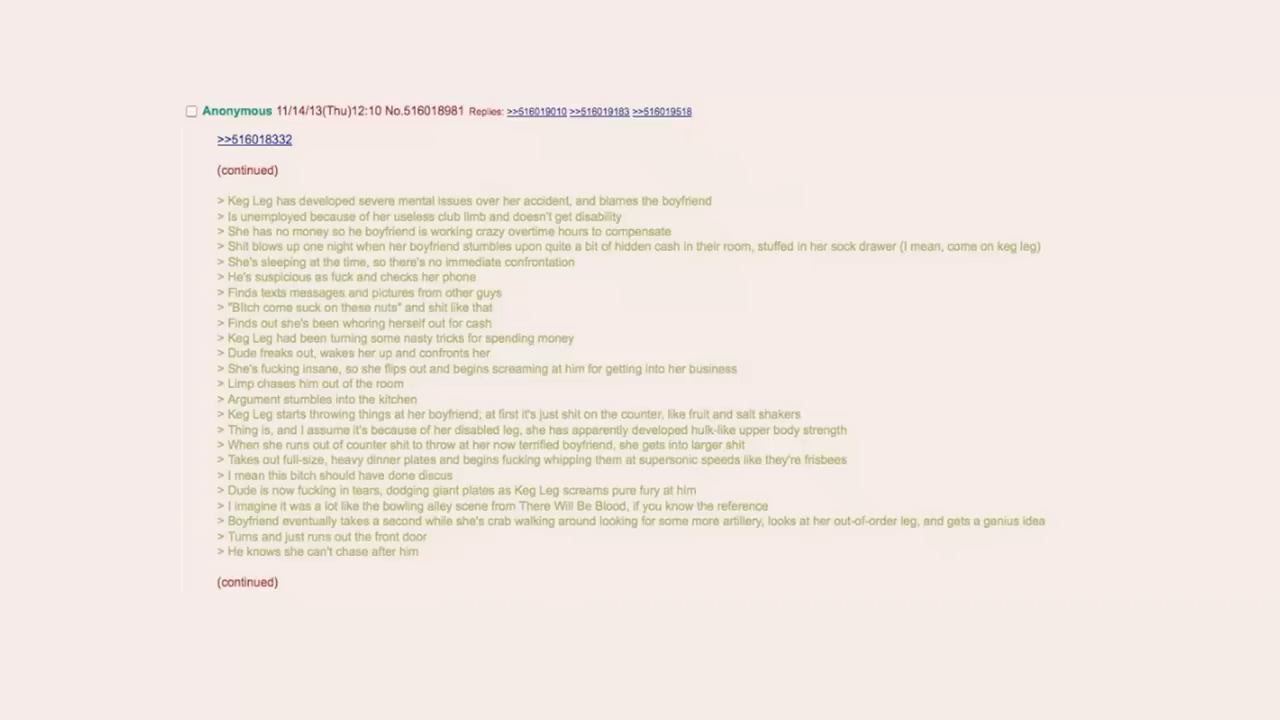 Anonymous 11/14/13(Thu)12:10 No.516018981 Replies: >>516019010 >>516019183 >>516019518
>>516018332
(continued)
> Keg Leg has developed severe mental issues over her accident, and blames the boyfriend
> Is unemployed because of her useless club limb and doesn't get disability
> She has no money so he boyfriend is working crazy overtime hours to compensate
> Shit blows up one night when her boyfriend stumbles upon quite a bit of hidden cash in their room, stuffed in her sock drawer (I mean, come on keg leg)
> She's sleeping at the time, so there's no immediate confrontation
> He's suspicious as fuck and checks her phone
> Finds texts messages and pictures from other guys
> "Bitch come suck on these nuts" and shit like that
> Finds out she's been whoring herself out for cash
> Keg Leg had been turning some nasty tricks for spending money
> Dude freaks out, wakes her up and confronts her
> She's fucking insane, so she flips out and begins screaming at him for getting into her business
> Limp chases him out of the room
> Argument stumbles into the kitchen
> Keg Leg starts throwing things at her boyfriend; at first it's just shit on the counter, like fruit and salt shakers
> Thing is, and I assume it's because of her disabled leg, she has apparently developed hulk-like upper body strength
> When she runs out of counter shit to throw at her now terrified boyfriend, she gets into larger shit
> Takes out full-size, heavy dinner plates and begins fucking whipping them at supersonic speeds like they're frisbees
> I mean this bitch should have done discus
> Dude is now fucking in tears, dodging giant plates as Keg Leg screams pure fury at him
> I imagine it was a lot like the bowling alley scene from There Will Be Blood, if you know the reference
> Boyfriend eventually takes a second while she's crab walking around looking for some more artillery, looks at her out-of-order leg, and gets a genius idea
> Turns and just runs out the front door
> He knows she can't chase after him
(continued)